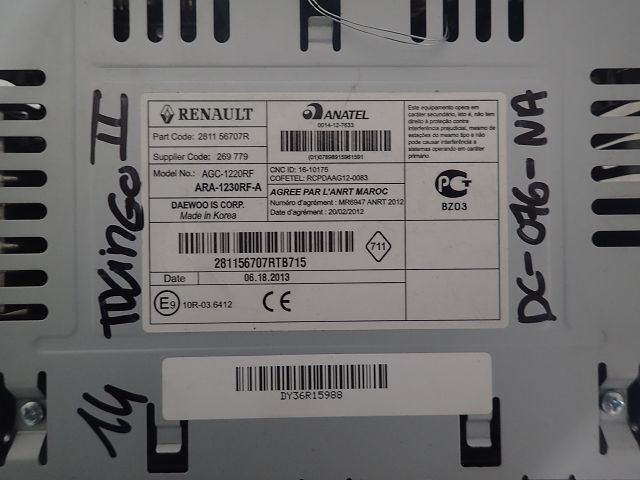 RENAULT
Part Code: 2811 56707R
Supplier Code: 269 779
Model No.: AGC-1220RF
ARA-1230RF-A
DAEWOO IS CORP.
Made in Korea
ANATEL
0014-12-7633
(01)07898915961591
CNC ID: 16-10175
COFETEL: RCPDAAG12-0083
AGREE PAR L'ANRT MAROC
Numéro d'agrément : MR6947 ANRT 2012
Date d'agrément : 20/02/2012
Este equipamento opera em
caráter secundário, isto é, não tem
direito à proteção contra
interferência prejudicial, mesmo de
estações do mesmo tipo e não
pode causar interferência a
sistemas operando em caráter
primário.
BZ03
281156707RTB715
711
Date 06.18.2013
E9 10R-03.6412
CE
DY36R15988
TWINGO II
14
DC-076-NA